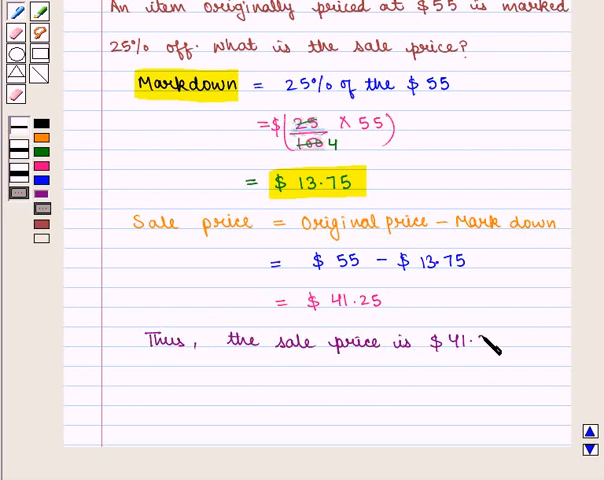 An item originally priced at $55 is marked
25% off. What is the sale price?
Markdown = 25% of the $ 55
= $ ( 25/100 4 × 55 )
= $ 13.75
Sale price = Original price - Mark down
= $ 55 - $ 13.75
= $ 41.25
Thus, the sale price is $ 41.